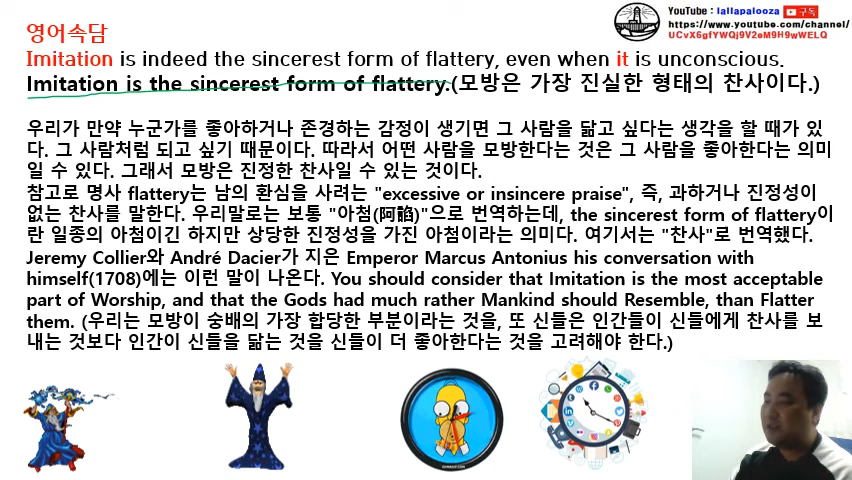 YouTube : lallapalooza 구독
https://www.youtube.com/channel/
UCvX6gfYWQj9V2eM9H9wWELQ
영어속담
Imitation is indeed the sincerest form of flattery, even when it is unconscious.
Imitation is the sincerest form of flattery.(모방은 가장 진실한 형태의 찬사이다.)
우리가 만약 누군가를 좋아하거나 존경하는 감정이 생기면 그 사람을 닮고 싶다는 생각을 할 때가 있
다. 그 사람처럼 되고 싶기 때문이다. 따라서 어떤 사람을 모방한다는 것은 그 사람을 좋아한다는 의미
일 수 있다. 그래서 모방은 진정한 찬사일 수 있는 것이다.
참고로 명사 flattery는 남의 환심을 사려는 "excessive or insincere praise", 즉, 과하거나 진정성이
없는 찬사를 말한다. 우리말로는 보통 "아첨(阿諂)"으로 번역하는데, the sincerest form of flattery이
란 일종의 아첨이긴 하지만 상당한 진정성을 가진 아첨이라는 의미다. 여기서는 "찬사"로 번역했다.
Jeremy Collier와 André Dacier가 지은 Emperor Marcus Antonius his conversation with
himself(1708)에는 이런 말이 나온다. You should consider that Imitation is the most acceptable
part of Worship, and that the Gods had much rather Mankind should Resemble, than Flatter
them. (우리는 모방이 숭배의 가장 합당한 부분이라는 것을, 또 신들은 인간들이 신들에게 찬사를 보
내는 것보다 인간이 신들을 닮는 것을 신들이 더 좋아한다는 것을 고려해야 한다.)